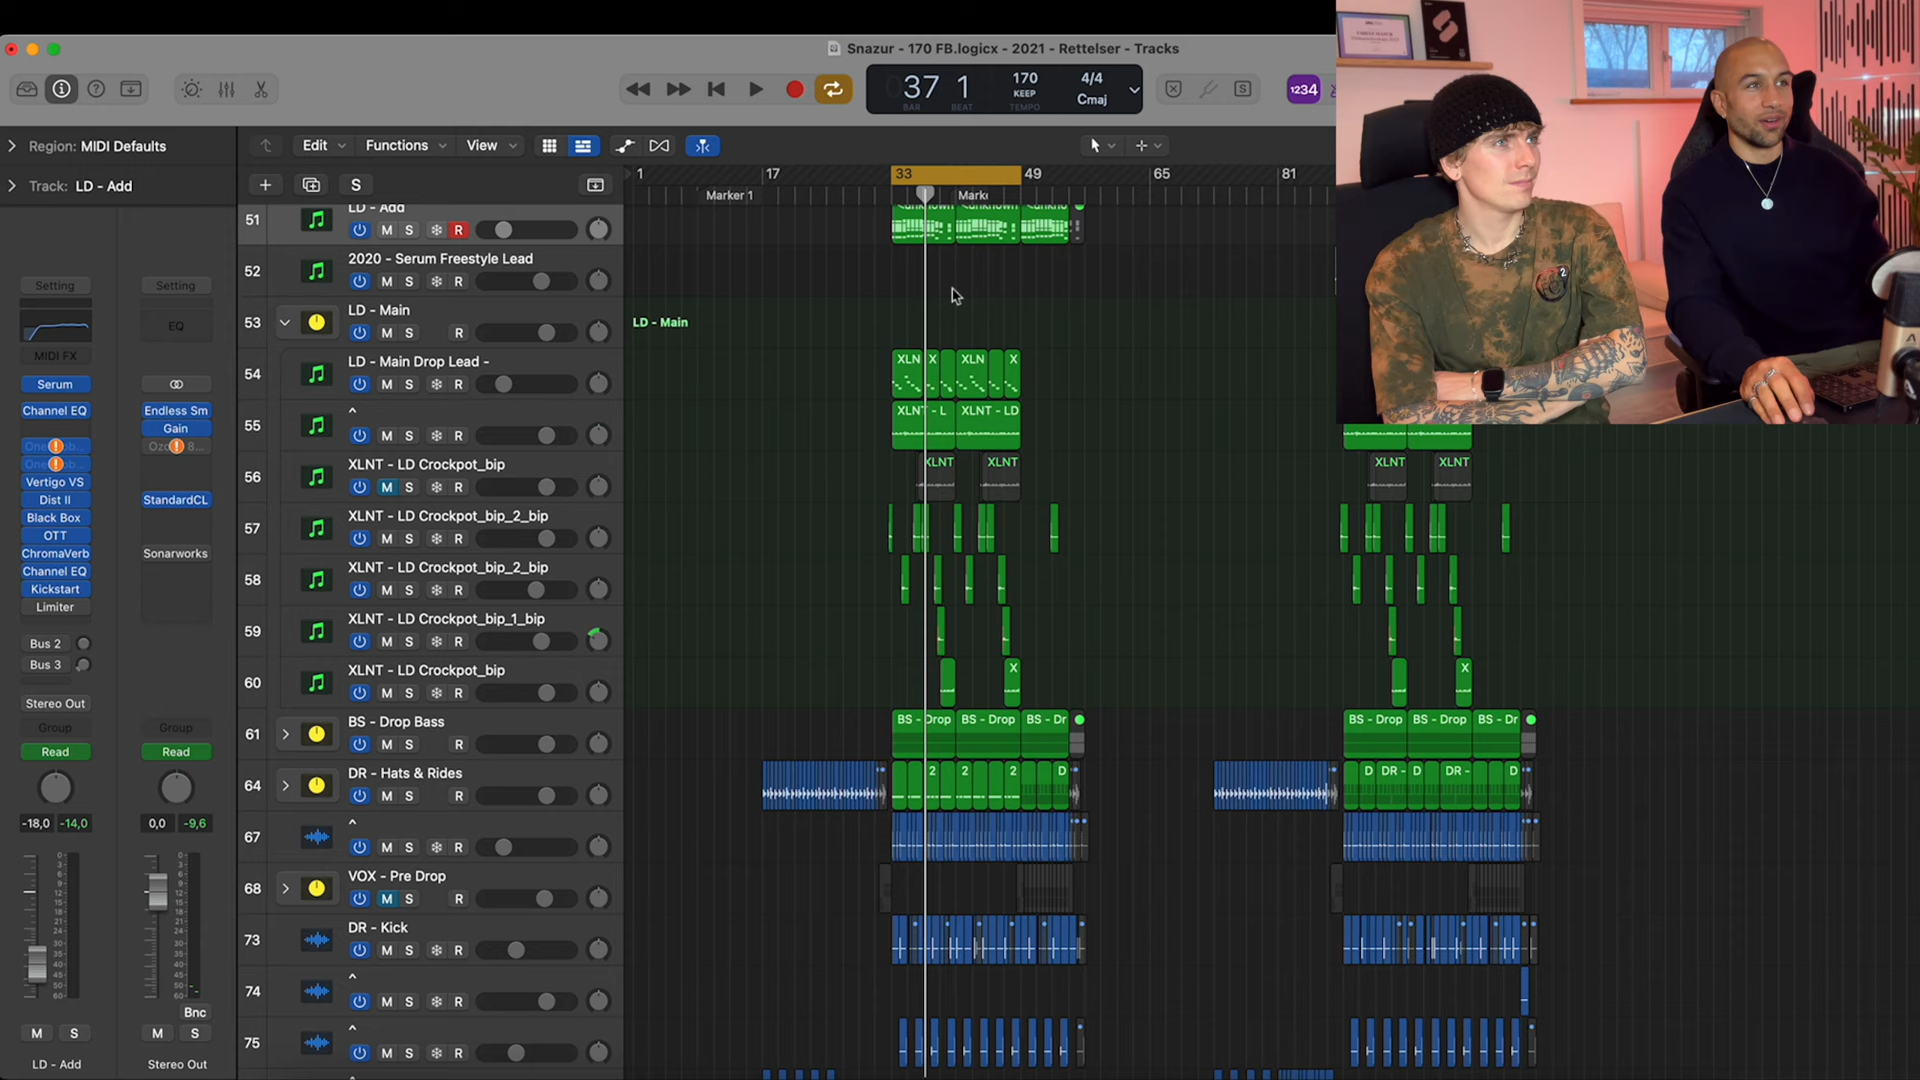 Snazur - 170 FB.logicx - 2021 - Rettelser - Tracks
37 1
BAR BEAT
170
KEEP
TEMPO
4/4
Cmaj
1234
Region: MIDI Defaults
Track: LD - Add
Edit Functions View
1 17 33 49 65 81
Marker 1
S
Setting Setting
EQ
MIDI FX
Serum
Channel EQ Endless Sm
Gain
Vertigo VS
Dist II StandardCL
Black Box
OTT
ChromaVerb Sonarworks
Channel EQ
Kickstart
Limiter
Bus 2
Bus 3
Stereo Out
Group Group
Read Read
-18,0 -14,0 0,0 -9,6
Bnc
M S M S
LD - Add Stereo Out
51 LD - Add
M S R
52 2020 - Serum Freestyle Lead
M S R
53 LD - Main
M S R
LD - Main
54 LD - Main Drop Lead -
M S R
XLN X XLN X
55 ^
M S R
XLNT - L XLNT - LD
56 XLNT - LD Crockpot_bip
M S R
XLNT XLNT XLNT XLNT
57 XLNT - LD Crockpot_bip_2_bip
M S R
58 XLNT - LD Crockpot_bip_2_bip
M S R
59 XLNT - LD Crockpot_bip_1_bip
M S R
60 XLNT - LD Crockpot_bip
M S R
X X
61 BS - Drop Bass
M S R
BS - Drop BS - Drop BS - Dr BS - Drop BS - Drop BS - Dr
64 DR - Hats & Rides
M S R
2 2 2 D D DR - D DR - D
67 ^
M S R
68 VOX - Pre Drop
M S R
73 DR - Kick
M S R
74 ^
M S R
75 ^
M S R